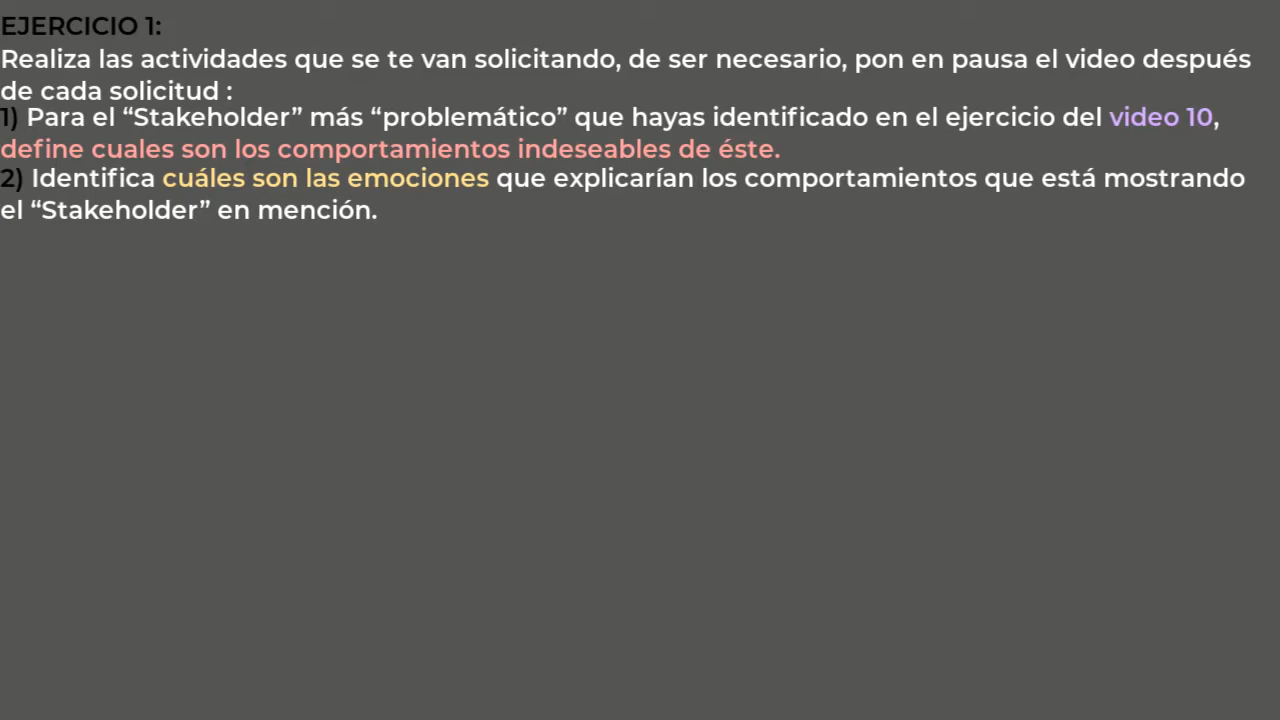 EJERCICIO 1:
Realiza las actividades que se te van solicitando, de ser necesario, pon en pausa el video después
de cada solicitud :
1) Para el “Stakeholder” más “problemático” que hayas identificado en el ejercicio del video 10,
define cuales son los comportamientos indeseables de éste.
2) Identifica cuáles son las emociones que explicarían los comportamientos que está mostrando
el “Stakeholder” en mención.